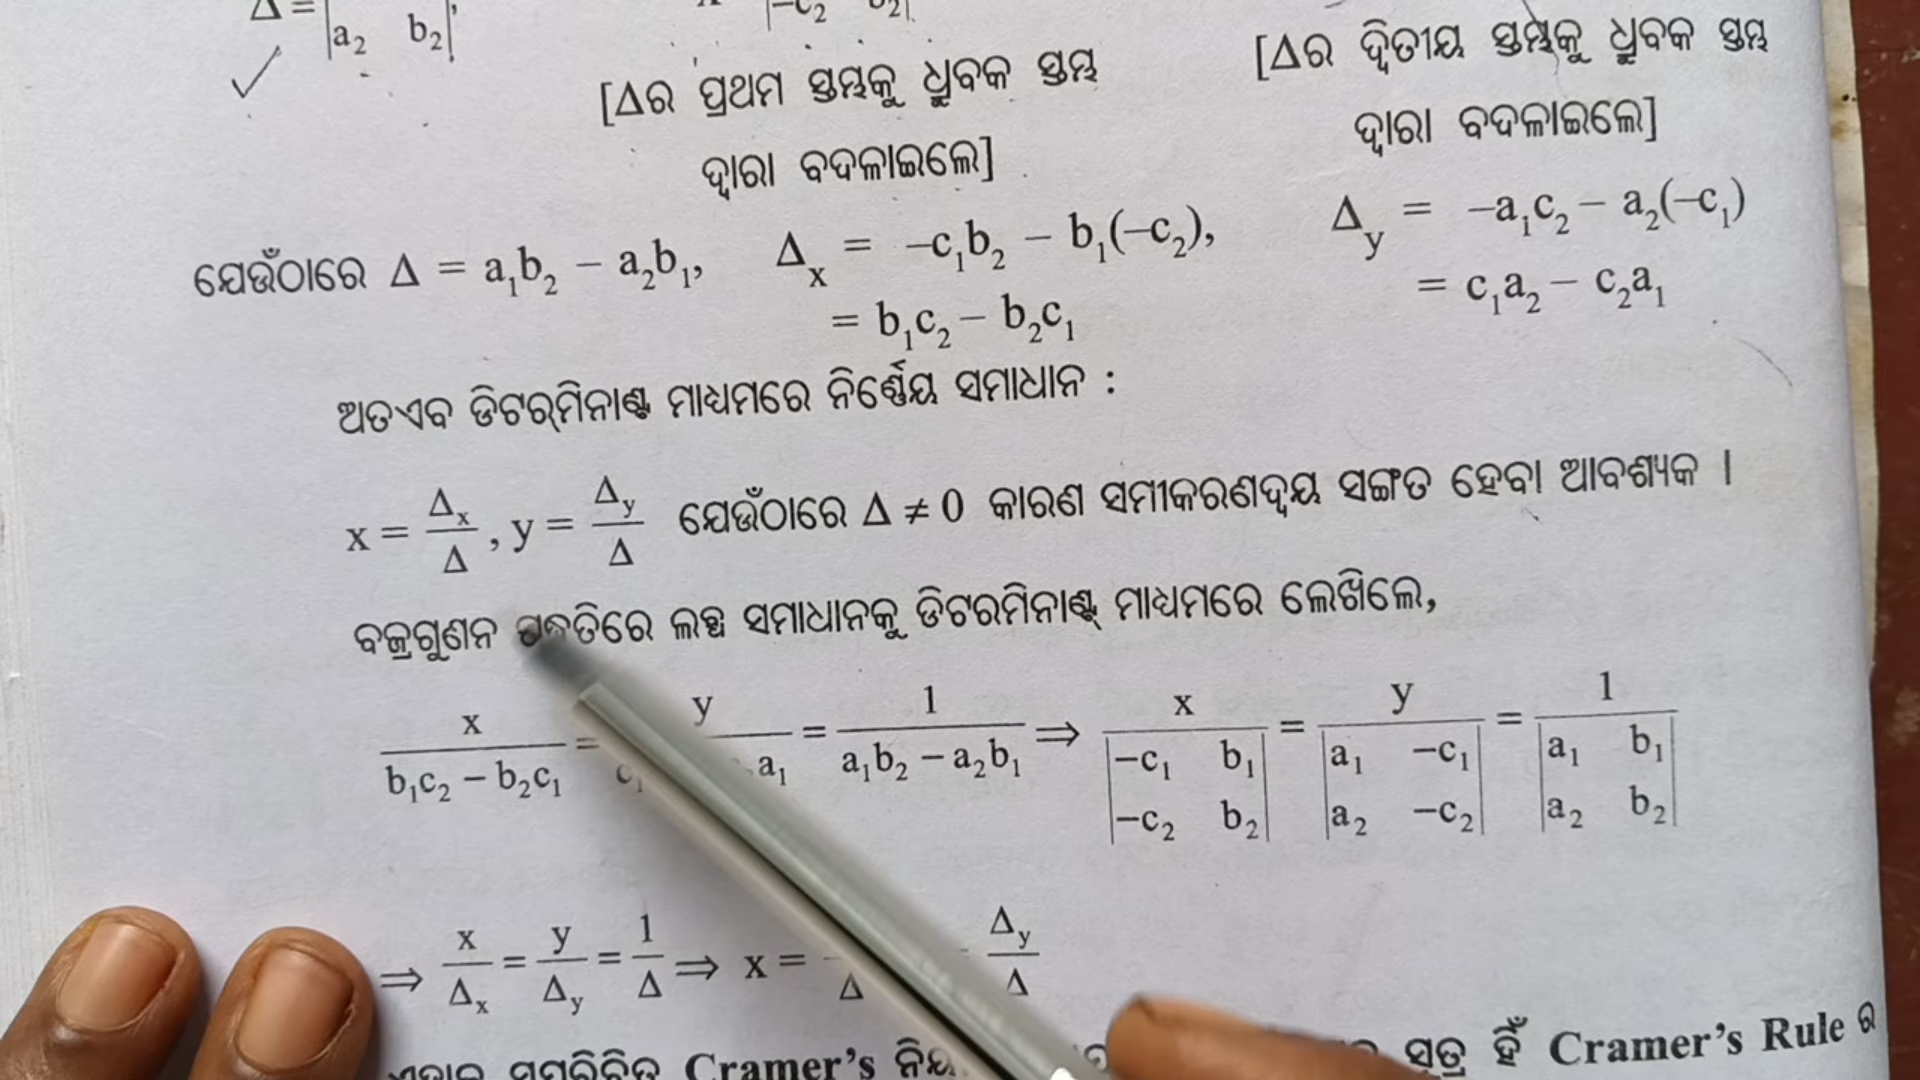 Δ = |a₂ b₂|,
|−c₂ b₂|
[Δର ପ୍ରଥମ ସ୍ତମ୍ଭକୁ ଧ୍ରୁବକ ସ୍ତମ୍ଭ
ଦ୍ୱାରା ବଦଳାଇଲେ]
[Δର ଦ୍ୱିତୀୟ ସ୍ତମ୍ଭକୁ ଧ୍ରୁବକ ସ୍ତମ୍ଭ
ଦ୍ୱାରା ବଦଳାଇଲେ]
ଯେଉଁଠାରେ Δ = a₁b₂ − a₂b₁, Δₓ = −c₁b₂ − b₁(−c₂), Δy = −a₁c₂ − a₂(−c₁)
= b₁c₂ − b₂c₁ = c₁a₂ − c₂a₁
ଅତଏବ ଡିଟର୍ମିନାଣ୍ଟ ମାଧ୍ୟମରେ ନିର୍ଣ୍ଣେୟ ସମାଧାନ :
x = Δₓ/Δ , y = Δy/Δ ଯେଉଁଠାରେ Δ ≠ 0 କାରଣ ସମୀକରଣଦ୍ୱୟ ସଙ୍ଗତ ହେବା ଆବଶ୍ୟକ ।
ବଜ୍ରଗୁଣନ ପଦ୍ଧତିରେ ଲବ୍ଧ ସମାଧାନକୁ ଡିଟରମିନାଣ୍ଟ୍ ମାଧ୍ୟମରେ ଲେଖିଲେ,
x/(b₁c₂ − b₂c₁) = y/(c₁ a₁) = 1/(a₁b₂ − a₂b₁) ⇒ x/|−c₁ b₁; −c₂ b₂| = y/|a₁ −c₁; a₂ −c₂| = 1/|a₁ b₁; a₂ b₂|
⇒ x/Δₓ = y/Δy = 1/Δ ⇒ x = /Δ Δy/Δ
Cramer's ସୂତ୍ର ହିଁ Cramer's Rule ର